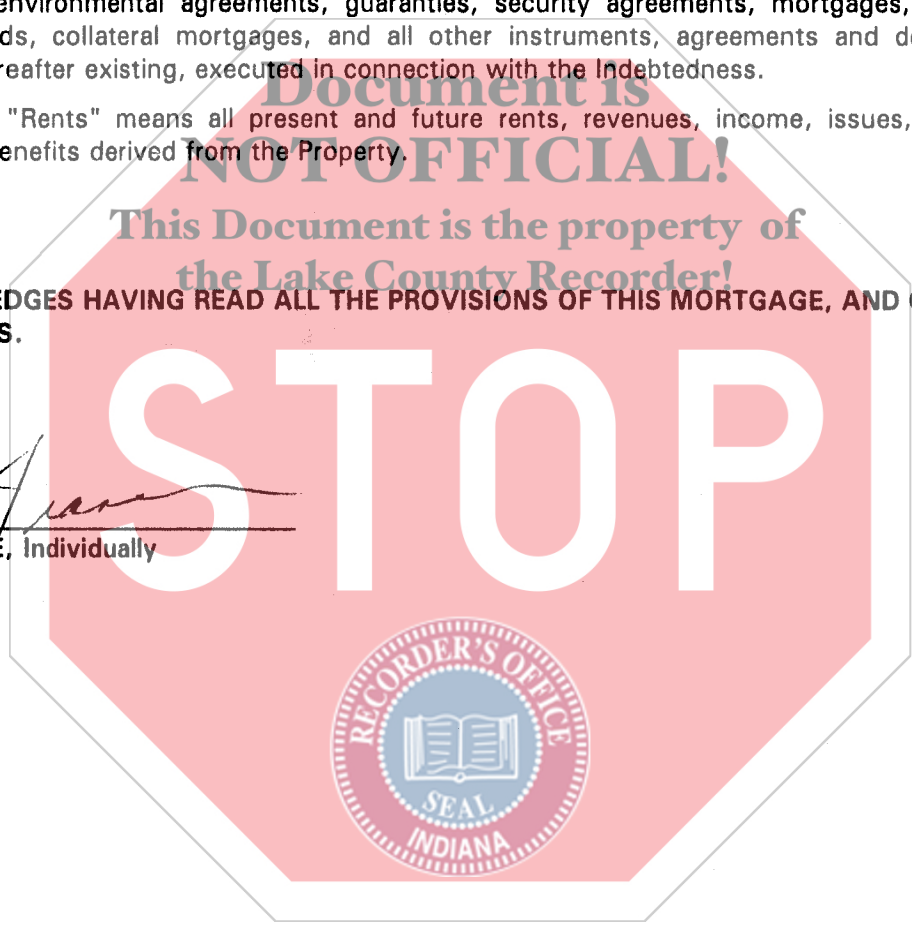 environmental agreements, guaranties, security agreements, mortgages,
ds, collateral mortgages, and all other instruments, agreements and d
reafter existing, executed in connection with the Indebtedness.
Document is
"Rents" means all present and future rents, revenues, income, issues,
enefits derived from the Property.
NOT OFFICIAL!
This Document is the property of
the Lake County Recorder!
EDGES HAVING READ ALL THE PROVISIONS OF THIS MORTGAGE, AND
S.
STOP
E, Individually
RECORDER'S OFFICE
SEAL
INDIANA